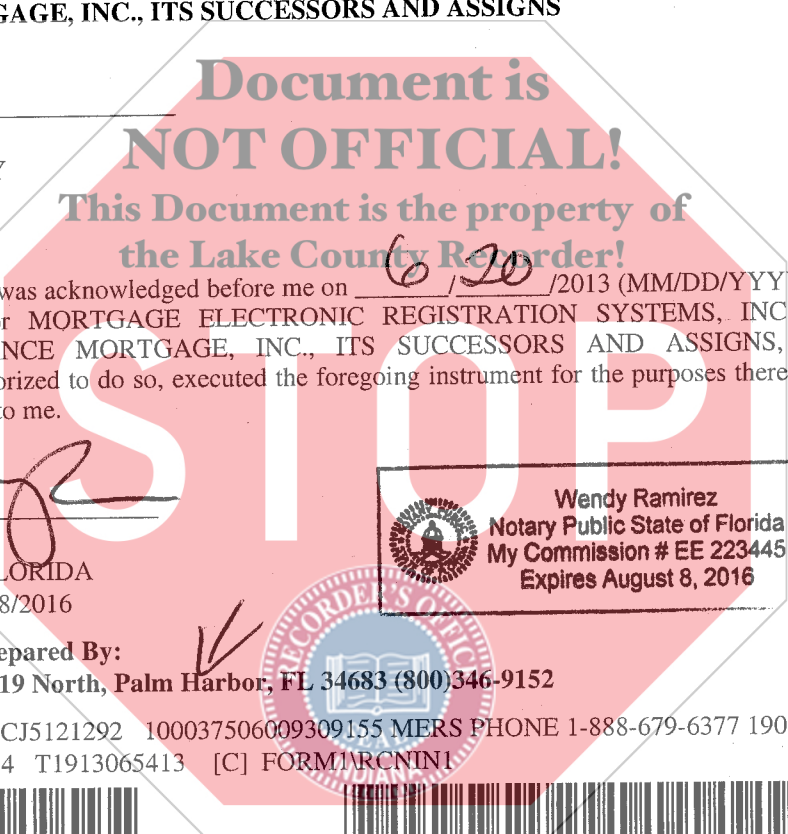 GAGE, INC., ITS SUCCESSORS AND ASSIGNS
Document is
NOT OFFICIAL!
This Document is the property of
the Lake County Recorder!
was acknowledged before me on 6 / 20 /2013 (MM/DD/YYY
MORTGAGE ELECTRONIC REGISTRATION SYSTEMS, INC
NCE MORTGAGE, INC., ITS SUCCESSORS AND ASSIGNS,
orized to do so, executed the foregoing instrument for the purposes there
to me.
STOP
Wendy Ramirez
Notary Public State of Florida
My Commission # EE 223445
Expires August 8, 2016
LORIDA
8/2016
RECORDER'S OFFICE
SEAL
INDIANA
epared By:
19 North, Palm Harbor, FL 34683 (800)346-9152
CJ5121292 100037506009309155 MERS PHONE 1-888-679-6377 190
4 T1913065413 [C] FORM1\RCNIN1